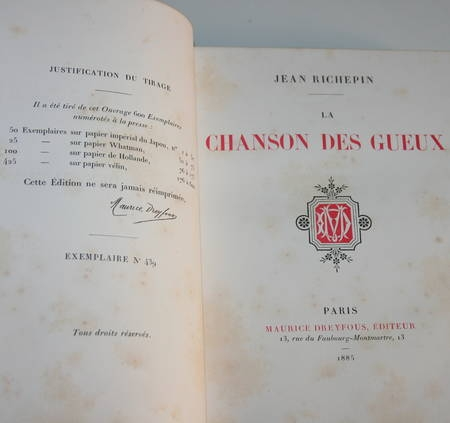 JUSTIFICATION DU TIRAGE
Il a été tiré de cet Ouvrage 600 Exemplaires
numérotés à la presse :
50 Exemplaires sur papier impérial du Japon, Nos
25 — sur papier Whatman,
100 — sur papier de Hollande,
425 — sur papier vélin,
Cette Édition ne sera jamais réimprimée.
Maurice Dreyfous
EXEMPLAIRE No 439
Tous droits réservés.
JEAN RICHEPIN
LA
CHANSON DES GUEUX
PARIS
MAURICE DREYFOUS, ÉDITEUR
13, rue du Faubourg-Montmartre, 13
1885